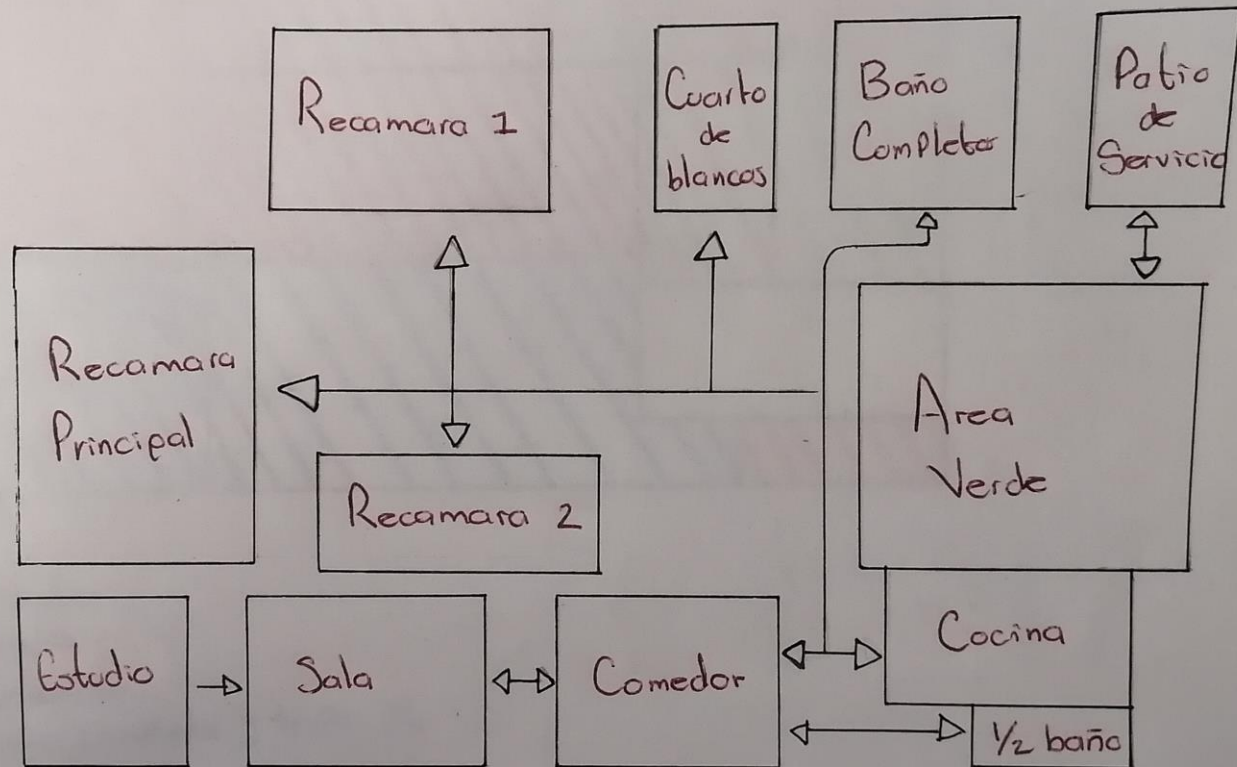 Recamara 1
Cuarto
de
blancos
Baño
Completo
Patio
de
Servicio
Recamara
Principal
Area
Verde
Recamara 2
Estudio
Sala
Comedor
Cocina
1/2 baño